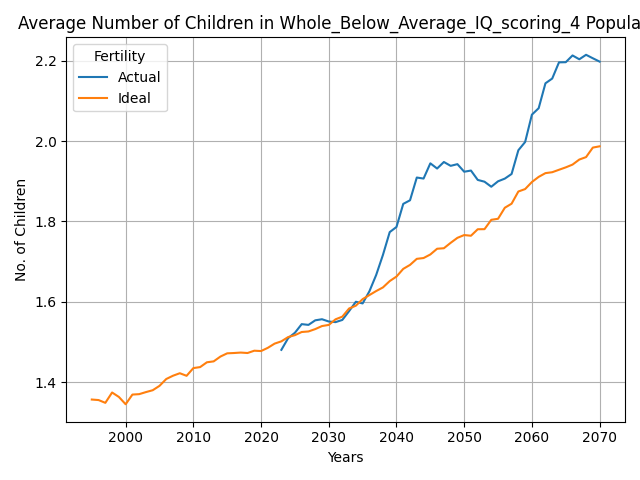 Average Number of Children in Whole_Below_Average_IQ_scoring_4 Popula
Fertility
Actual
Ideal
No. of Children
2.2
2.0
1.8
1.6
1.4
2000 2010 2020 2030 2040 2050 2060 2070
Years